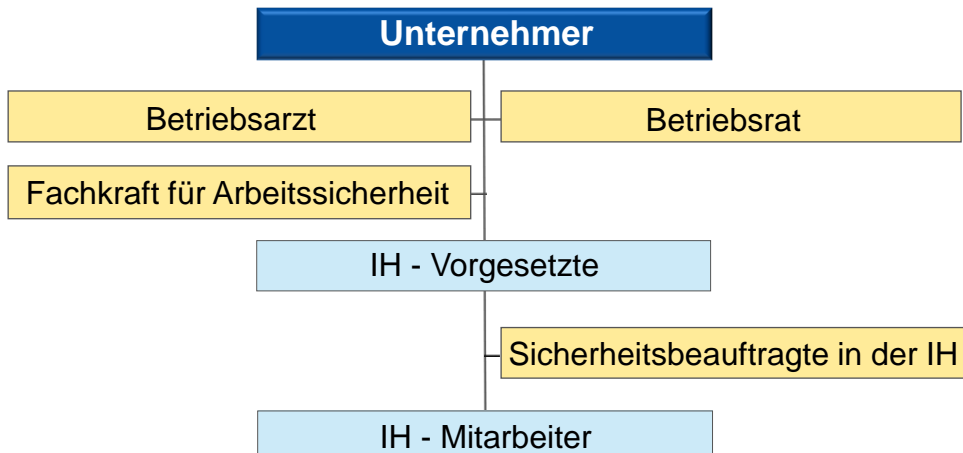 Unternehmer
Betriebsarzt
Betriebsrat
Fachkraft für Arbeitssicherheit
IH - Vorgesetzte
Sicherheitsbeauftragte in der IH
IH - Mitarbeiter